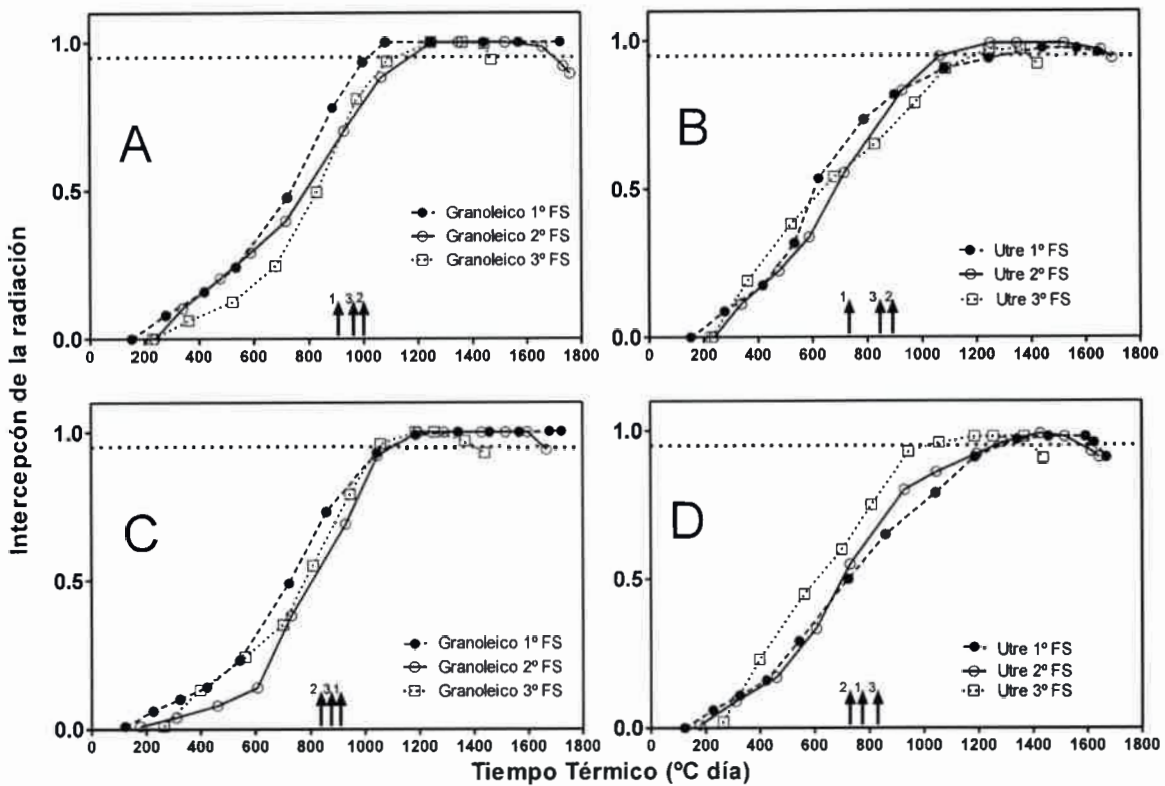 Intercepcón de la radiación
1.0
0.5
0.0
A
Granoleico 1º FS
Granoleico 2º FS
Granoleico 3º FS
1 3 2
0 200 400 600 800 1000 1200 1400 1600 1800
1.0
0.5
0.0
B
Utre 1º FS
Utre 2º FS
Utre 3º FS
1 3 2
0 200 400 600 800 1000 1200 1400 1600 1800
1.0
0.5
0.0
C
Granoleico 1º FS
Granoleico 2º FS
Granoleico 3º FS
2 3 1
0 200 400 600 800 1000 1200 1400 1600 1800
1.0
0.5
0.0
D
Utre 1º FS
Utre 2º FS
Utre 3º FS
2 1 3
0 200 400 600 800 1000 1200 1400 1600 1800
Tiempo Térmico (ºC día)